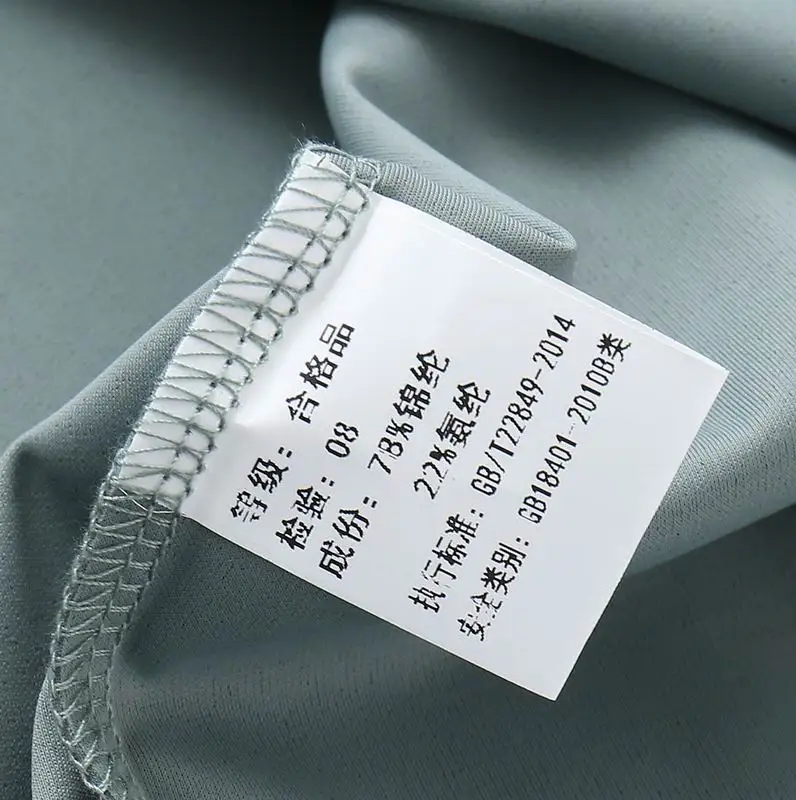 等级：合格品
检验：08
成份：78%锦纶
22%氨纶
执行标准：GB/T22849-2014
安全类别：GB18401-2010B类